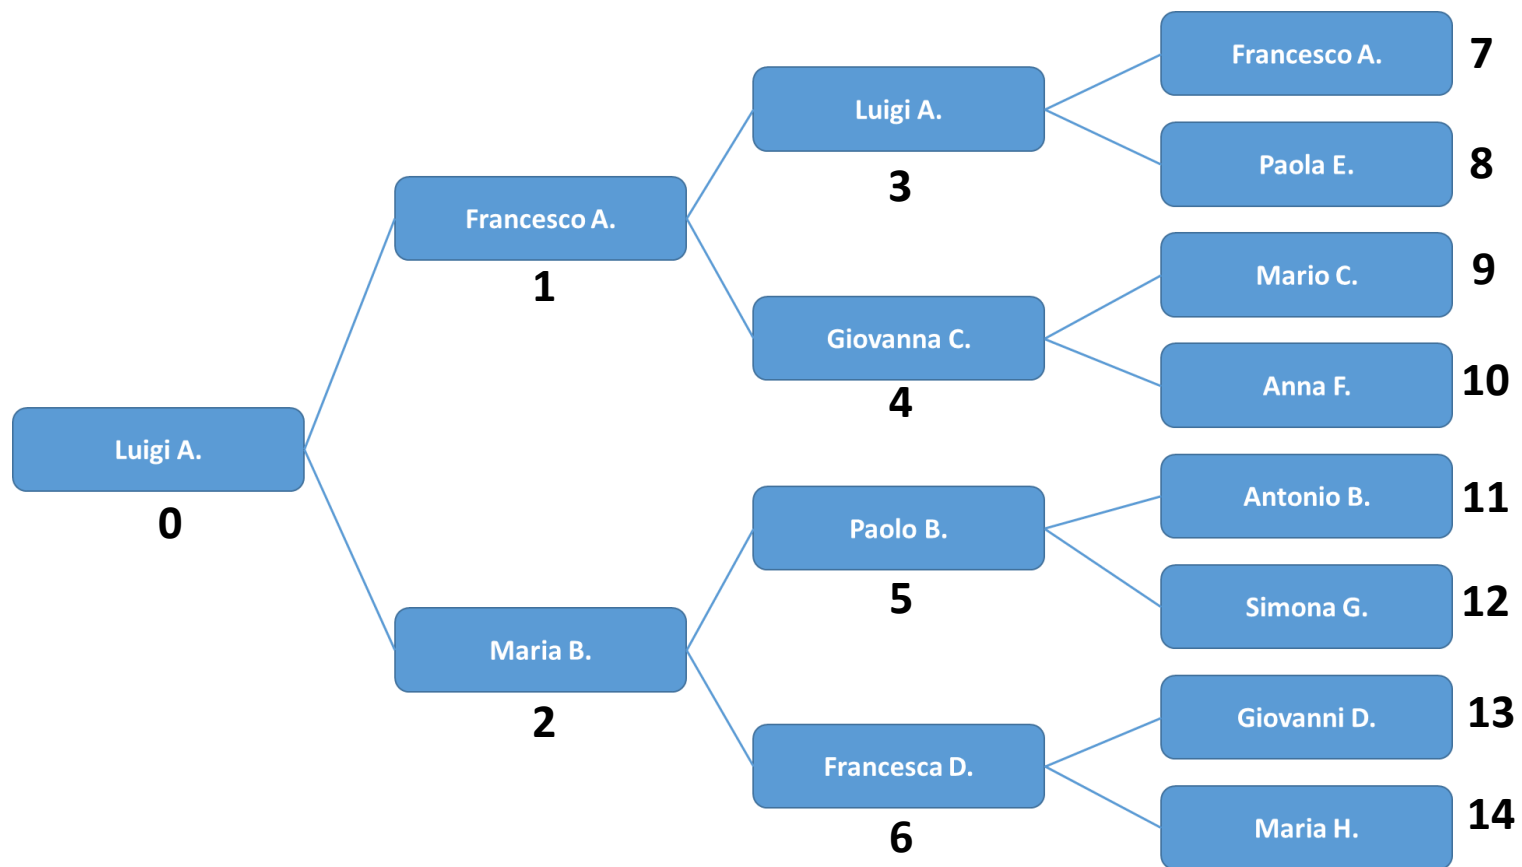 Luigi A.
0
Francesco A.
1
Maria B.
2
Luigi A.
3
Giovanna C.
4
Paolo B.
5
Francesca D.
6
Francesco A. 7
Paola E. 8
Mario C. 9
Anna F. 10
Antonio B. 11
Simona G. 12
Giovanni D. 13
Maria H. 14